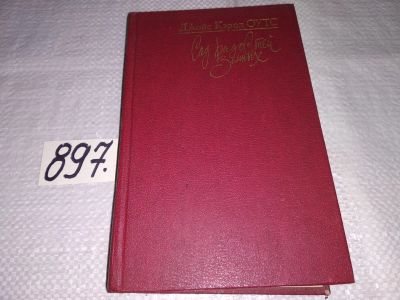 Джойс Кэрол ОУТС
Сад радостей
земных
897.